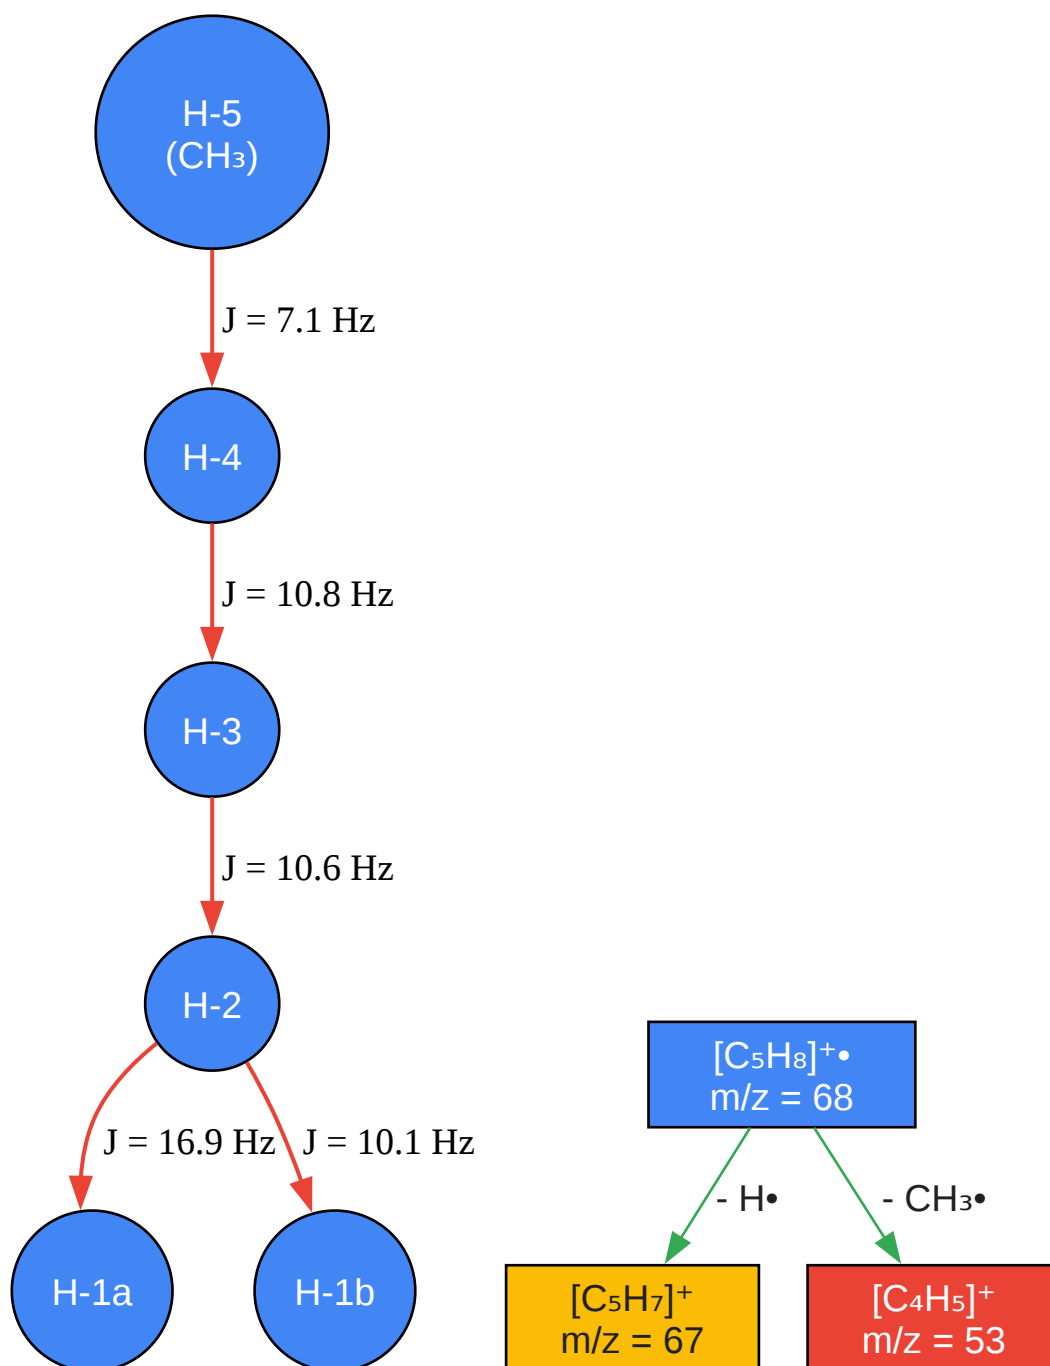 H-5
(CH₃)
J = 7.1 Hz
H-4
J = 10.8 Hz
H-3
J = 10.6 Hz
H-2
J = 16.9 Hz
J = 10.1 Hz
H-1a
H-1b
[C₅H₈]⁺•
m/z = 68
- H•
- CH₃•
[C₅H₇]⁺
m/z = 67
[C₄H₅]⁺
m/z = 53